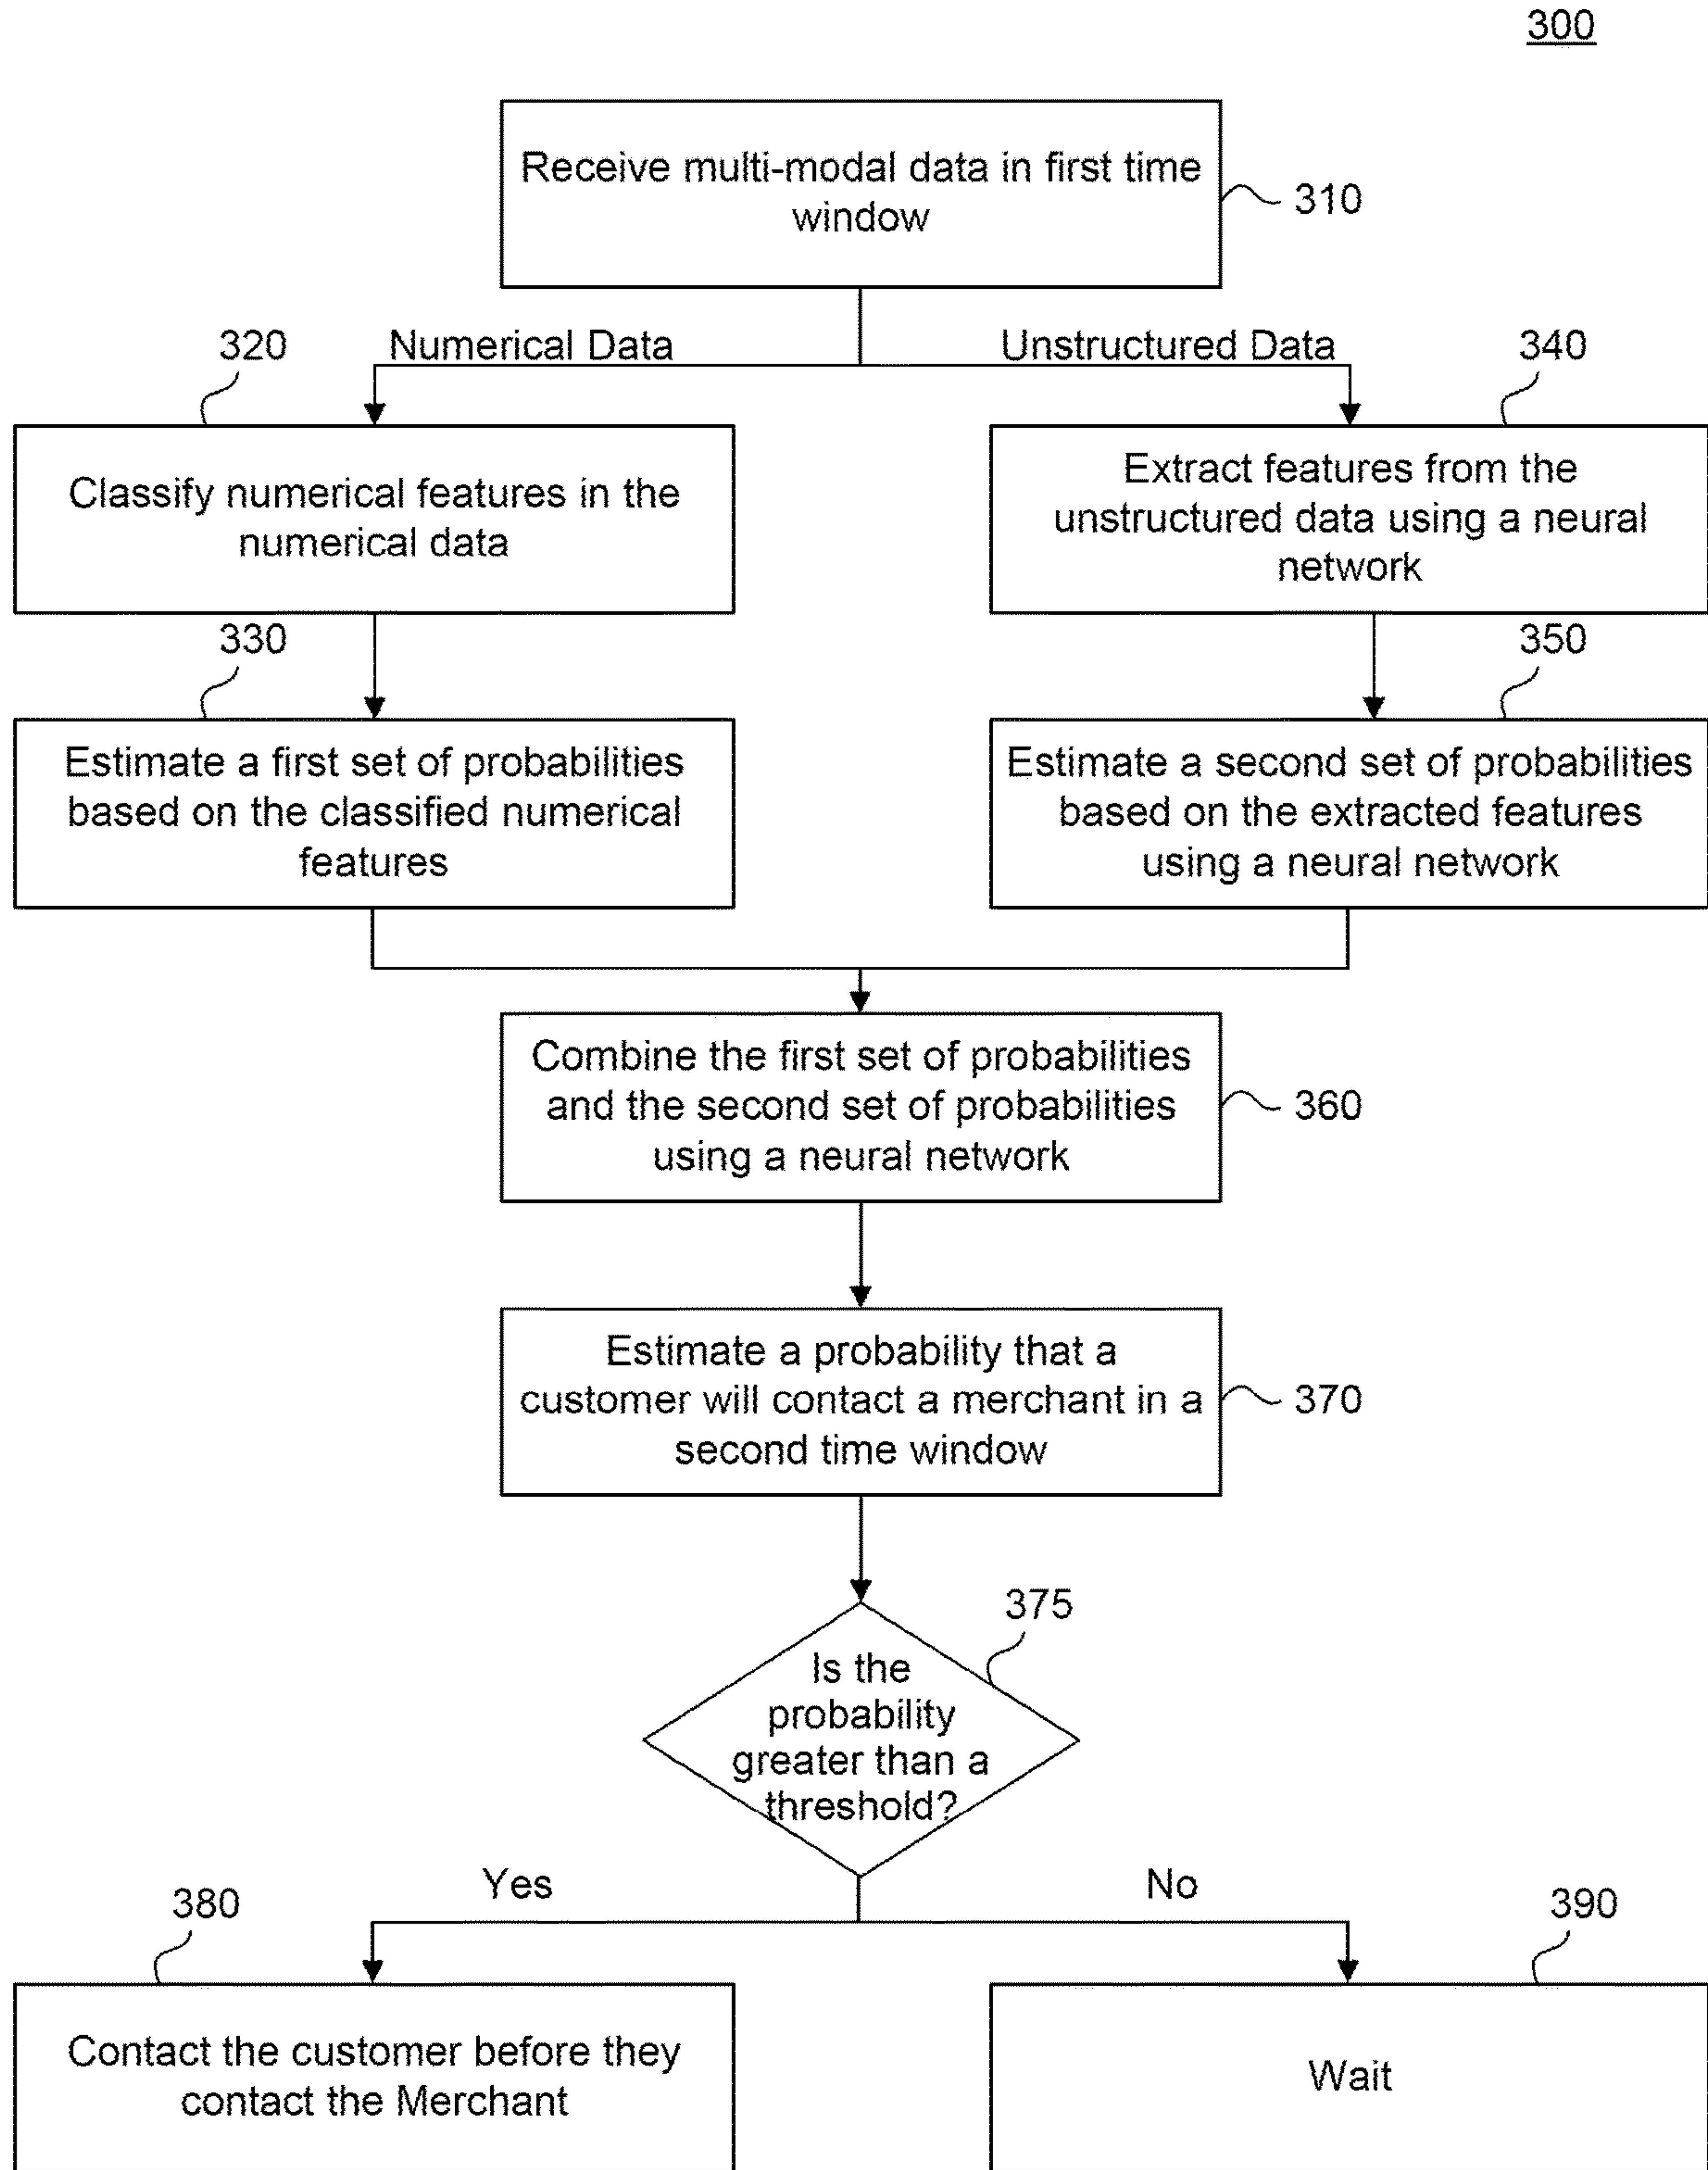 300
Receive multi-modal data in first time
window
310
320
Numerical Data
Unstructured Data
340
Classify numerical features in the
numerical data
Extract features from the
unstructured data using a neural
network
330
350
Estimate a first set of probabilities
based on the classified numerical
features
Estimate a second set of probabilities
based on the extracted features
using a neural network
Combine the first set of probabilities
and the second set of probabilities
using a neural network
360
Estimate a probability that a
customer will contact a merchant in a
second time window
370
375
Is the
probability
greater than a
threshold?
Yes
No
380
390
Contact the customer before they
contact the Merchant
Wait